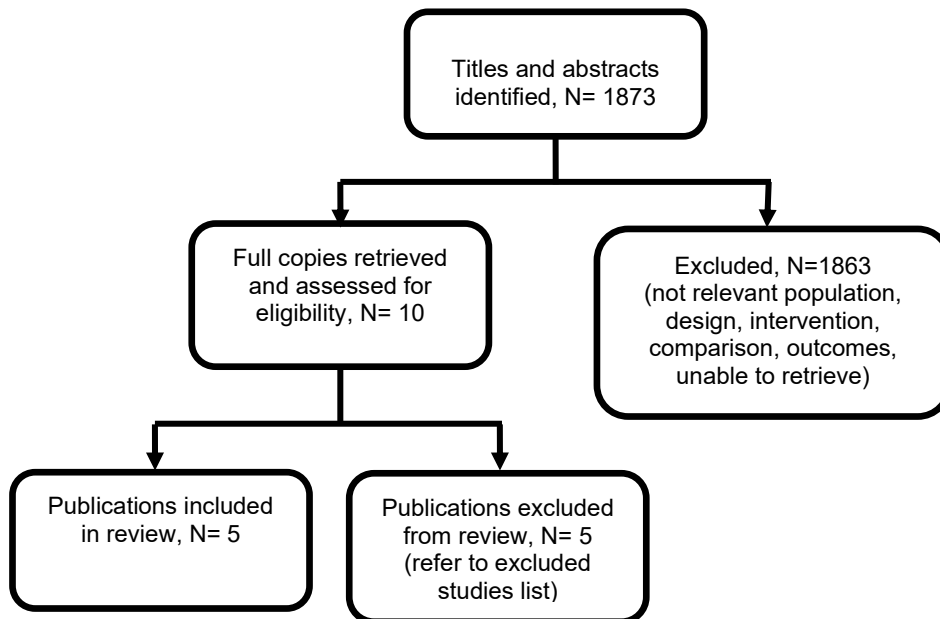 Titles and abstracts
identified, N= 1873
Full copies retrieved
and assessed for
eligibility, N= 10
Excluded, N=1863
(not relevant population,
design, intervention,
comparison, outcomes,
unable to retrieve)
Publications included
in review, N= 5
Publications excluded
from review, N= 5
(refer to excluded
studies list)